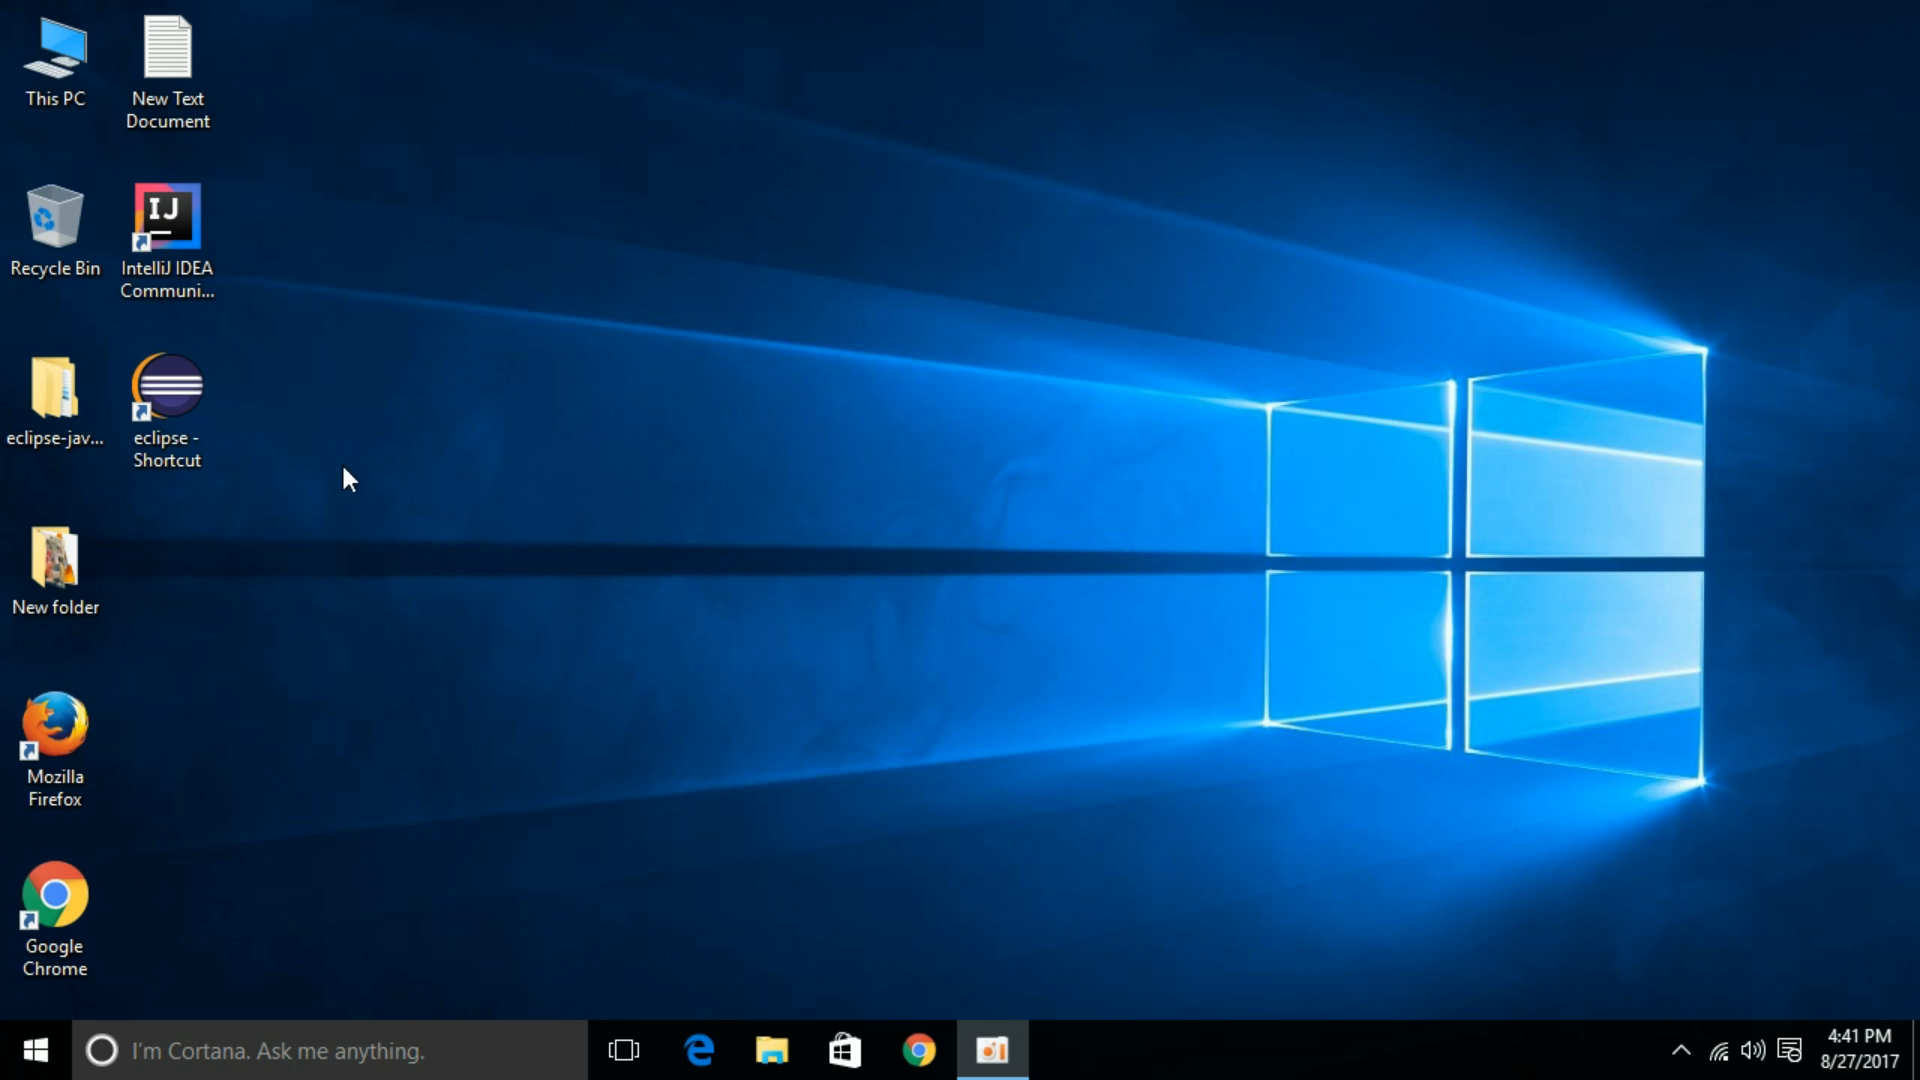 This PC
New Text
Document
Recycle Bin
IJ
IntelliJ IDEA
Communi...
eclipse-jav...
eclipse -
Shortcut
New folder
Mozilla
Firefox
Google
Chrome
I'm Cortana. Ask me anything.
4:41 PM
8/27/2017